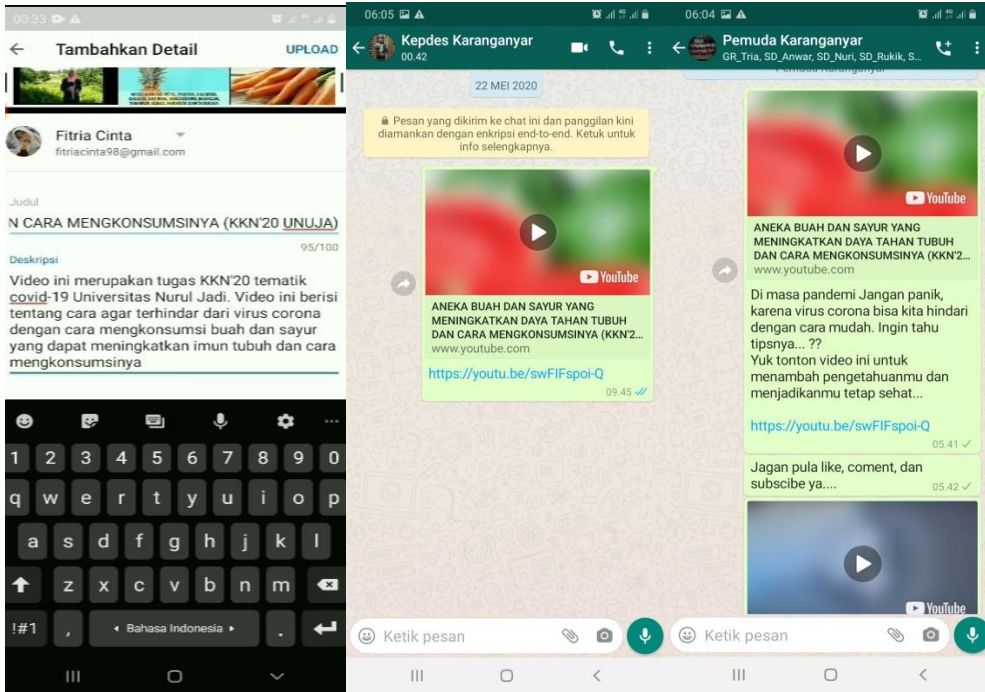 00:33
Tambahkan Detail
UPLOAD
Fitria Cinta
fitriacinta98@gmail.com
Judul
N CARA MENGKONSUMSINYA (KKN'20 UNUJA)
95/100
Deskripsi
Video ini merupakan tugas KKN'20 tematik
covid-19 Universitas Nurul Jadi. Video ini berisi
tentang cara agar terhindar dari virus corona
dengan cara mengkonsumsi buah dan sayur
yang dapat meningkatkan imun tubuh dan cara
mengkonsumsinya
1 2 3 4 5 6 7 8 9 0
q w e r t y u i o p
a s d f g h j k l
z x c v b n m
!#1 , Bahasa Indonesia .
06:05
Kepdes Karanganyar
00.42
22 MEI 2020
Pesan yang dikirim ke chat ini dan panggilan kini
diamankan dengan enkripsi end-to-end. Ketuk untuk
info selengkapnya.
YouTube
ANEKA BUAH DAN SAYUR YANG
MENINGKATKAN DAYA TAHAN TUBUH
DAN CARA MENGKONSUMSINYA (KKN'2...
www.youtube.com
https://youtu.be/swFIFspoi-Q
09.45
Ketik pesan
06:04
Pemuda Karanganyar
GR_Tria, SD_Anwar, SD_Nuri, SD_Rukik, S...
Pemuda Karanganyar
YouTube
ANEKA BUAH DAN SAYUR YANG
MENINGKATKAN DAYA TAHAN TUBUH
DAN CARA MENGKONSUMSINYA (KKN'2...
www.youtube.com
Di masa pandemi Jangan panik,
karena virus corona bisa kita hindari
dengan cara mudah. Ingin tahu
tipsnya... ??
Yuk tonton video ini untuk
menambah pengetahuanmu dan
menjadikanmu tetap sehat...
https://youtu.be/swFIFspoi-Q
05.41
Jagan pula like, coment, dan
subscibe ya....
05.42
YouTube
Ketik pesan